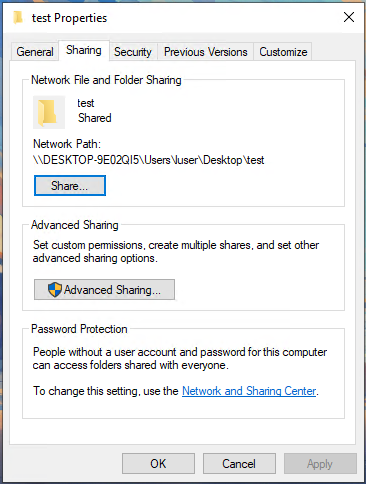 test Properties
General
Sharing
Security
Previous Versions
Customize
Network File and Folder Sharing
test
Shared
Network Path:
\\DESKTOP-9E02QI5\Users\luser\Desktop\test
Share...
Advanced Sharing
Set custom permissions, create multiple shares, and set other
advanced sharing options.
Advanced Sharing...
Password Protection
People without a user account and password for this computer
can access folders shared with everyone.
To change this setting, use the Network and Sharing Center.
OK
Cancel
Apply